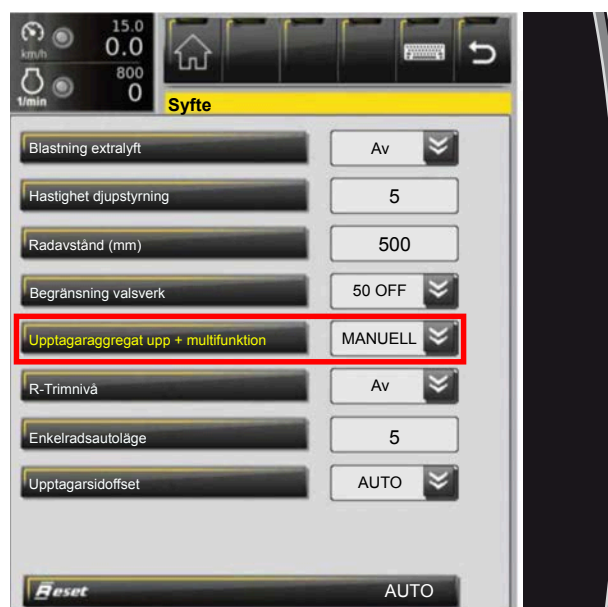 15.0
km/h 0.0
800
1/min 0
Syfte
Blastning extralyft Av
Hastighet djupstyrning 5
Radavstånd (mm) 500
Begränsning valsverk 50 OFF
Upptagaraggregat upp + multifunktion MANUELL
R-Trimnivå Av
Enkelradsautoläge 5
Upptagarsidoffset AUTO
Reset AUTO